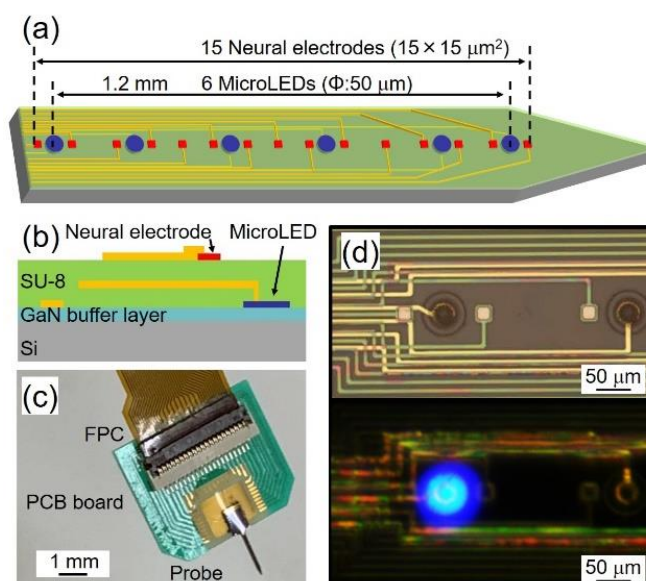 (a)
15 Neural electrodes (15×15 μm²)
1.2 mm 6 MicroLEDs (Φ:50 μm)
(b)
Neural electrode MicroLED
SU-8
GaN buffer layer
Si
(c)
FPC
PCB board
1 mm
Probe
(d)
50 μm
50 μm